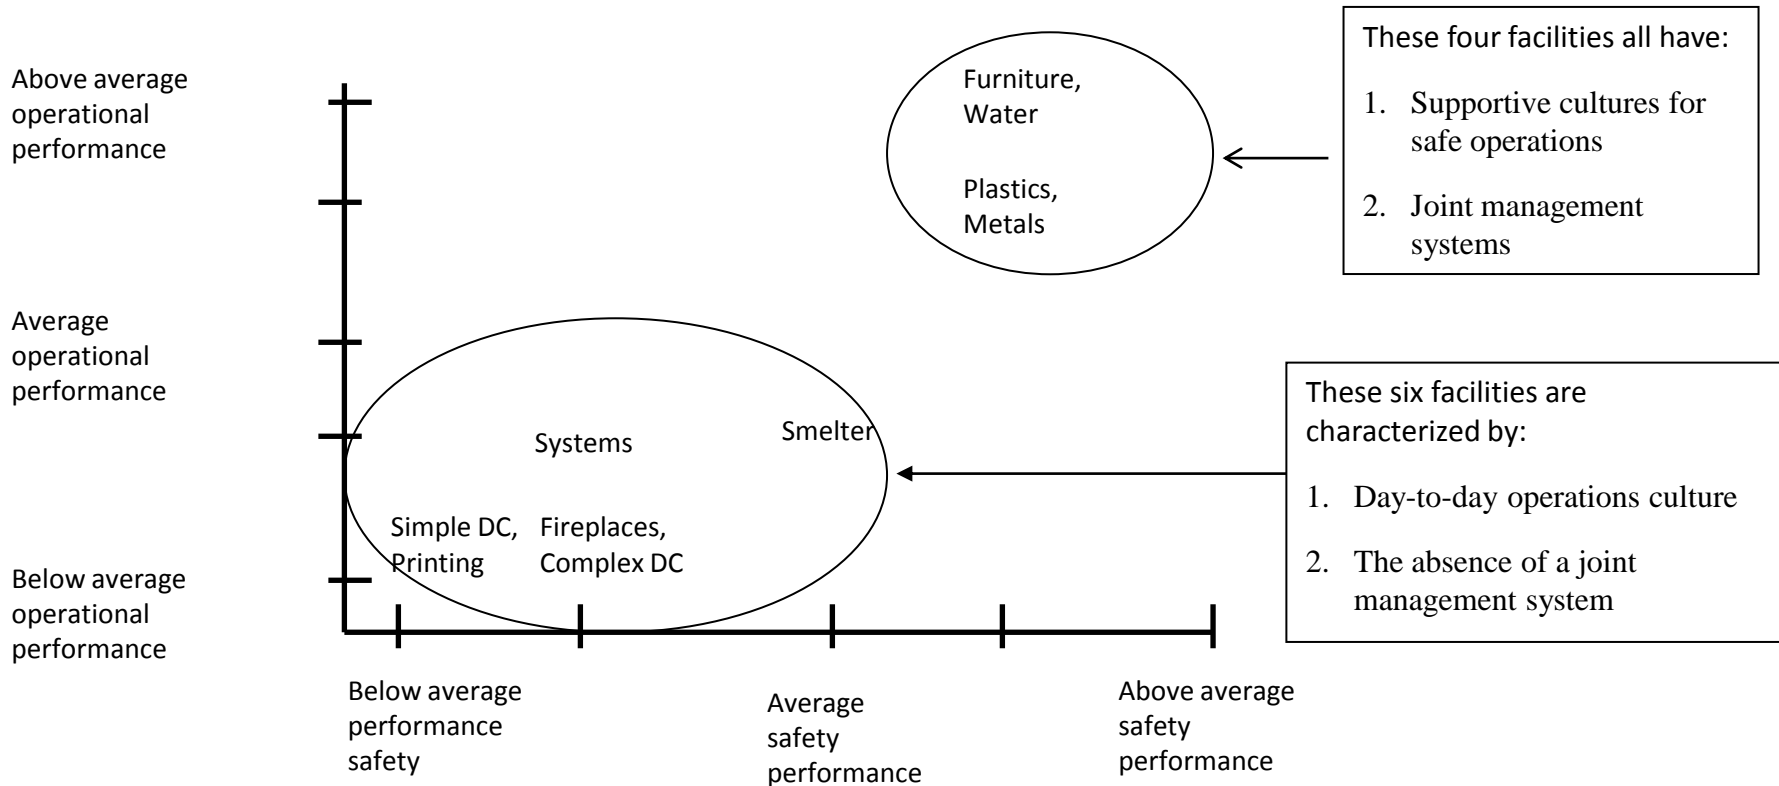 Above average
operational
performance
Average
operational
performance
Below average
operational
performance
Furniture,
Water
Plastics,
Metals
These four facilities all have:
1. Supportive cultures for
safe operations
2. Joint management
systems
Systems
Smelter
Simple DC,
Printing
Fireplaces,
Complex DC
These six facilities are
characterized by:
1. Day-to-day operations culture
2. The absence of a joint
management system
Below average
performance
safety
Average
safety
performance
Above average
safety
performance